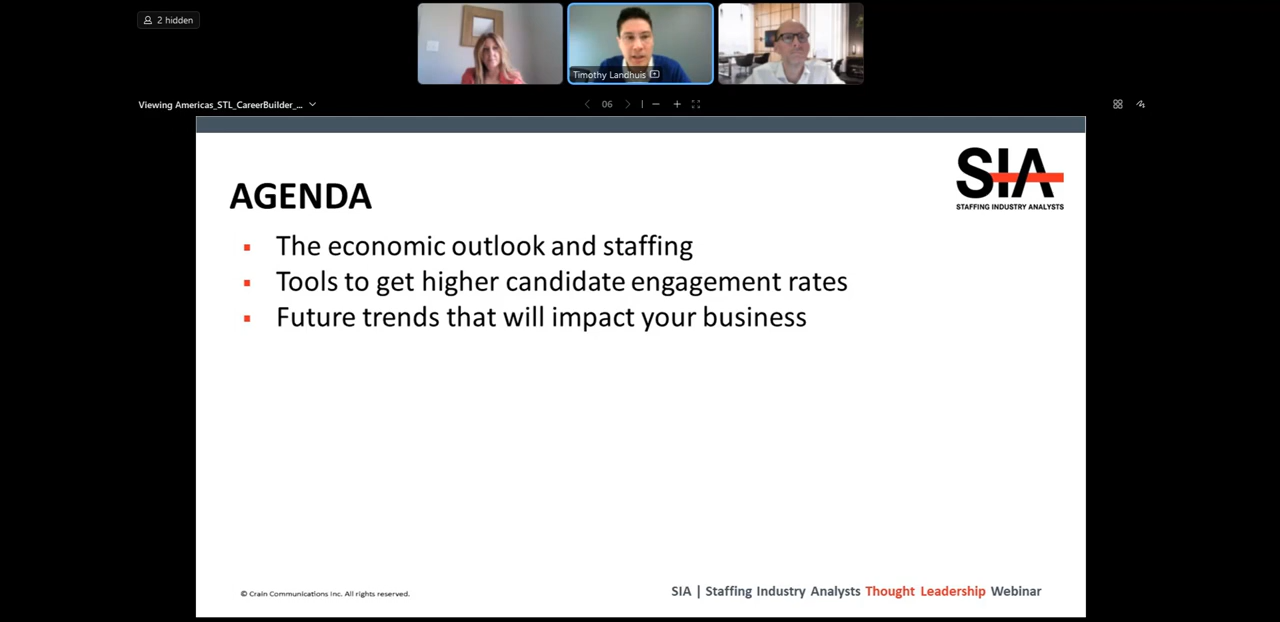 2 hidden
Timothy Landhuis
Viewing Americas_STL_CareerBuilder_...
06
SIA
STAFFING INDUSTRY ANALYSTS
AGENDA
The economic outlook and staffing
Tools to get higher candidate engagement rates
Future trends that will impact your business
© Crain Communications Inc. All rights reserved.
SIA | Staffing Industry Analysts Thought Leadership Webinar